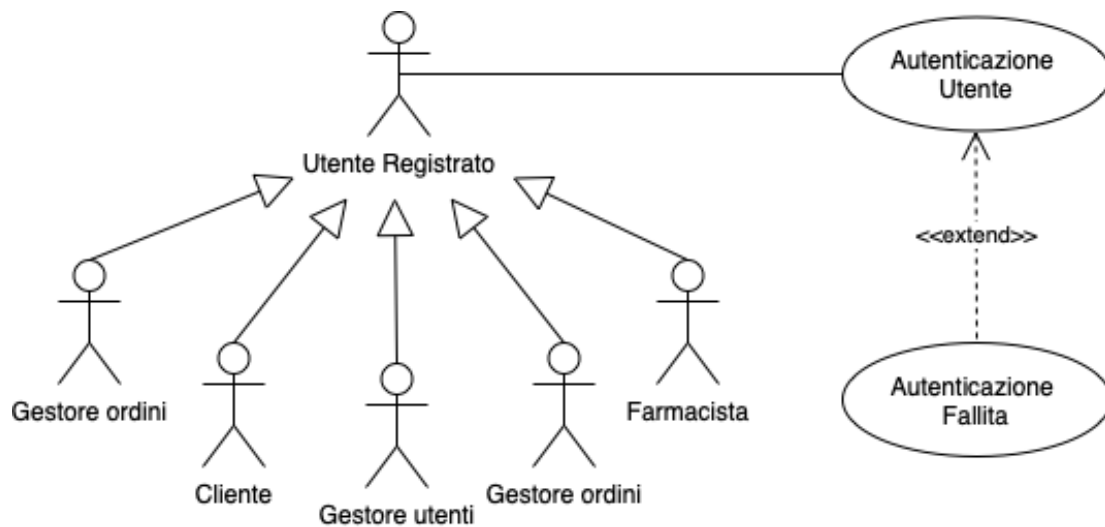 Autenticazione
Utente
Utente Registrato
<<extend>>
Gestore ordini
Farmacista
Autenticazione
Fallita
Cliente
Gestore utenti
Gestore ordini